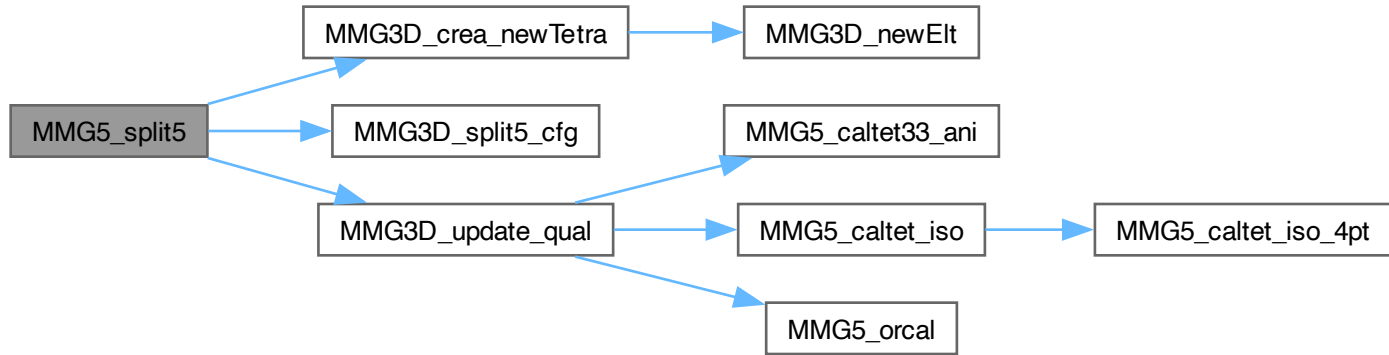 MMG3D_crea_newTetra
MMG3D_newElt
MMG5_split5
MMG3D_split5_cfg
MMG5_caltet33_ani
MMG3D_update_qual
MMG5_caltet_iso
MMG5_caltet_iso_4pt
MMG5_orcal